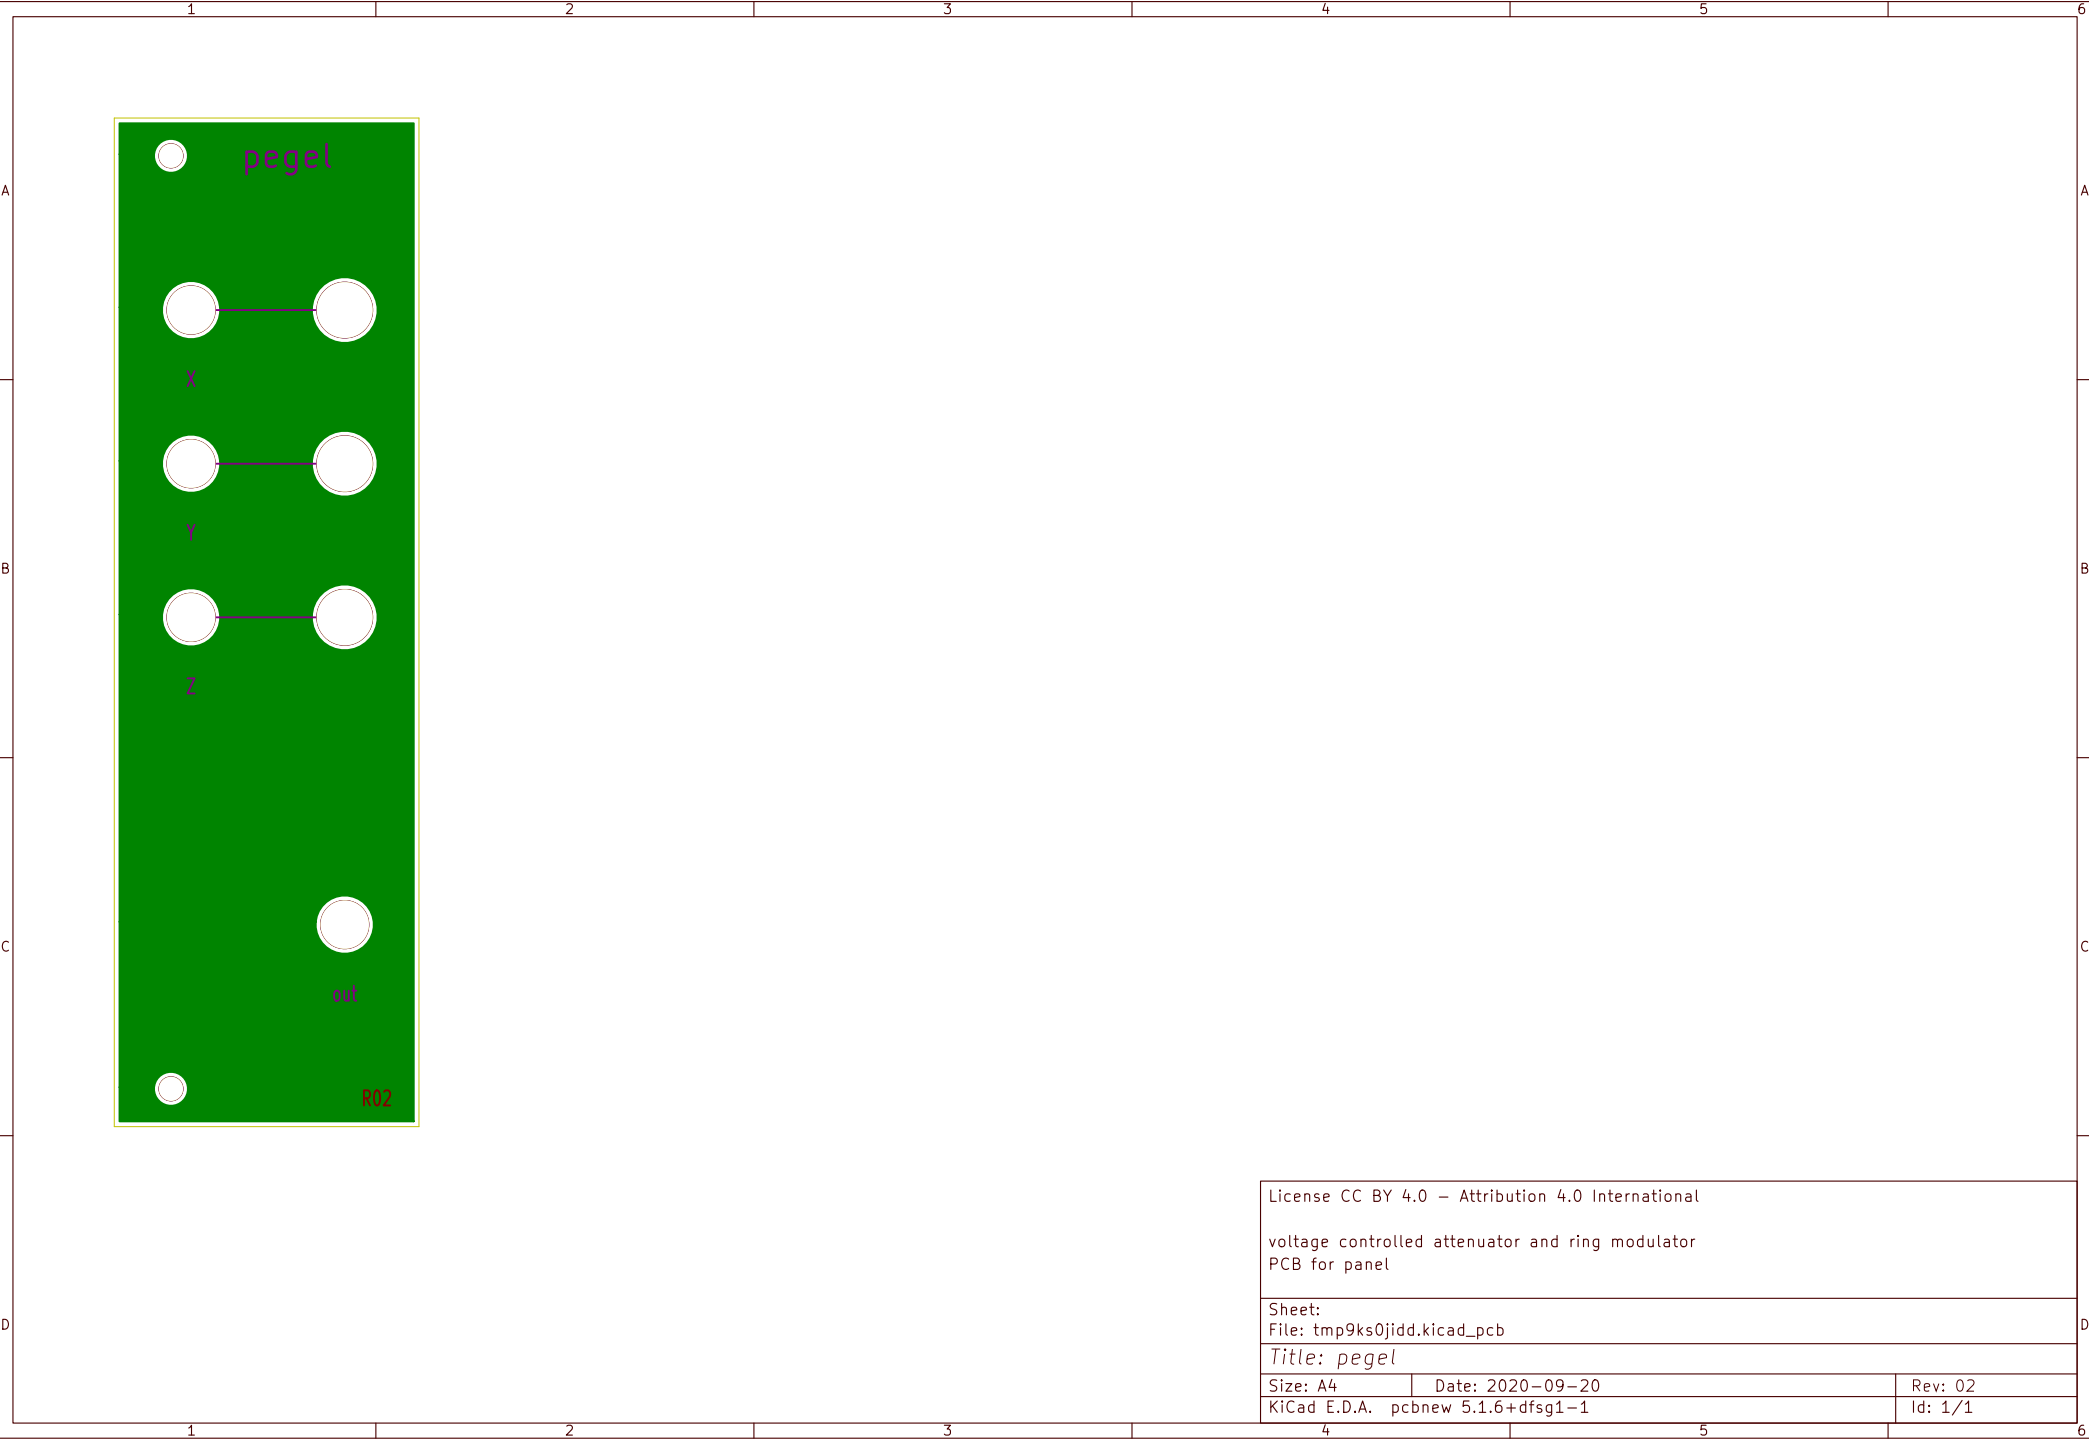 1 2 3 4 5 6
A A
B B
C C
D D
pegel
X
Y
Z
out
R02
License CC BY 4.0 – Attribution 4.0 International
voltage controlled attenuator and ring modulator
PCB for panel
Sheet:
File: tmp9ks0jidd.kicad_pcb
Title: pegel
Size: A4 Date: 2020-09-20 Rev: 02
KiCad E.D.A. pcbnew 5.1.6+dfsg1-1 Id: 1/1
1 2 3 4 5 6